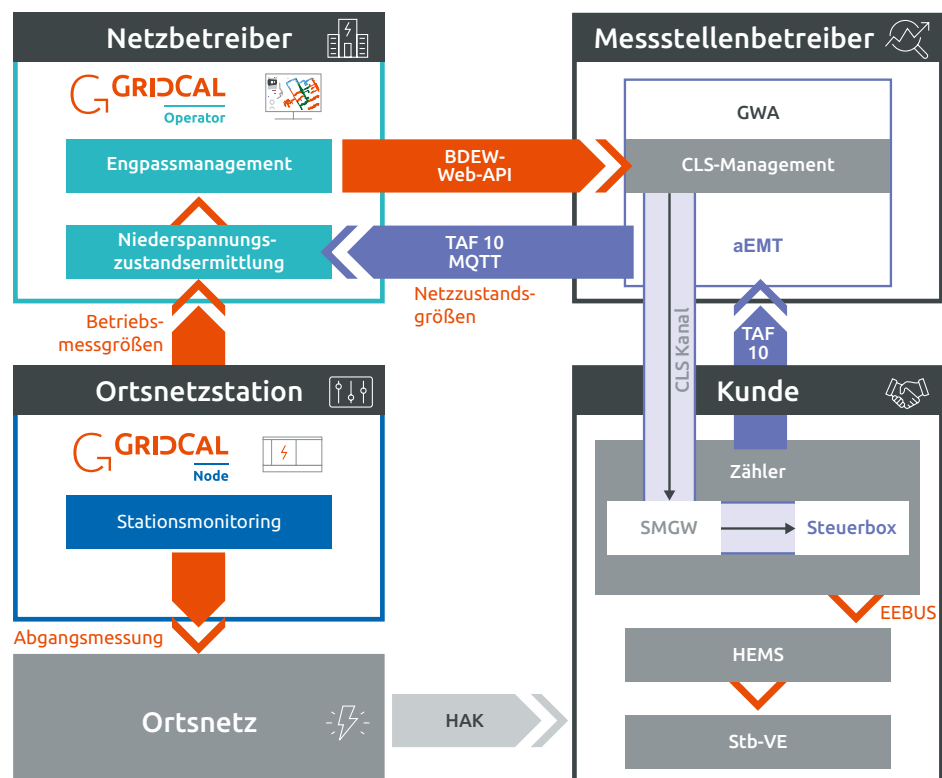 Netzbetreiber
GRIDCAL
Operator
Engpassmanagement
Niederspannungs-
zustandsermittlung
BDEW-
Web-API
TAF 10
MQTT
Netzzustands-
größen
Messstellenbetreiber
GWA
CLS-Management
aEMT
CLS Kanal
TAF
10
Betriebs-
messgrößen
Ortsnetzstation
GRIDCAL
Node
Stationsmonitoring
Abgangsmessung
Ortsnetz
HAK
Kunde
Zähler
SMGW
Steuerbox
EEBUS
HEMS
Stb-VE